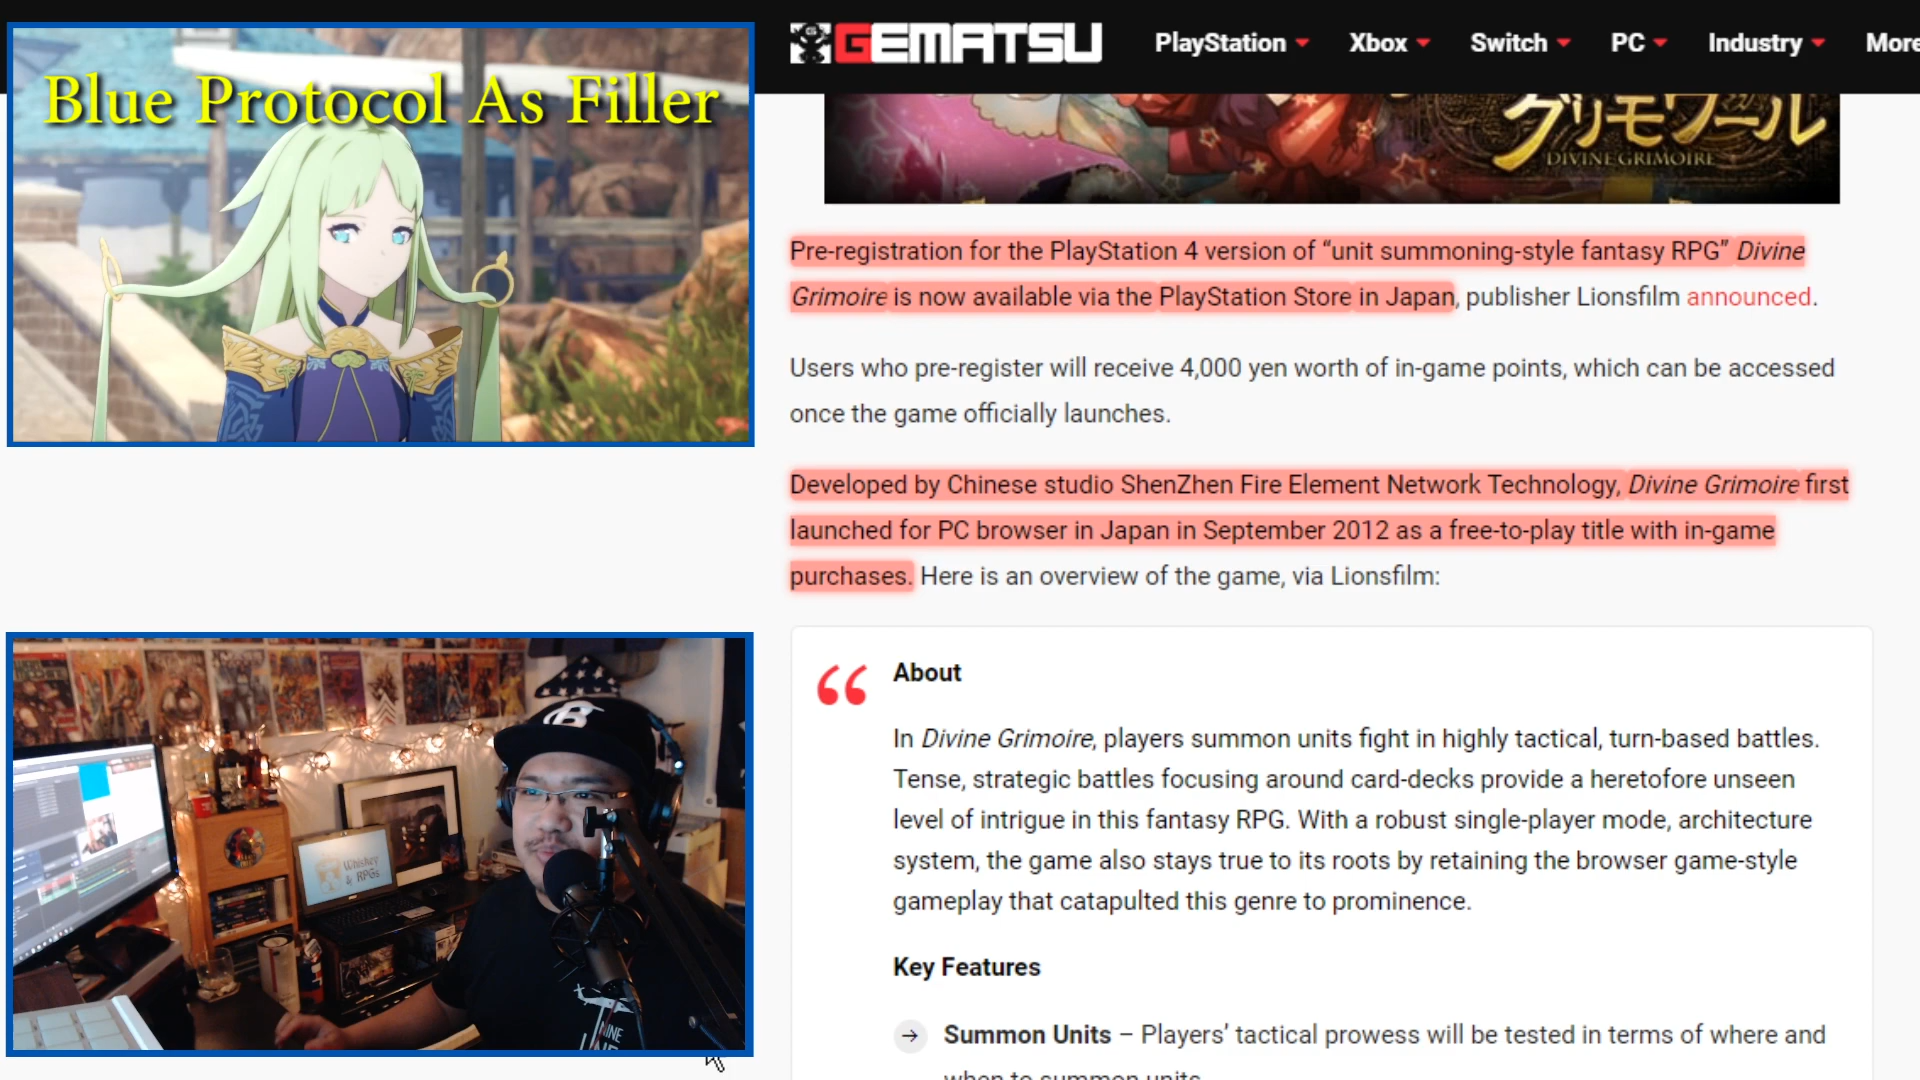 Blue Protocol As Filler
GEMATSU
PlayStation
Xbox
Switch
PC
Industry
More
グリモワール
DIVINE GRIMOIRE
Pre-registration for the PlayStation 4 version of “unit summoning-style fantasy RPG” Divine
Grimoire is now available via the PlayStation Store in Japan, publisher Lionsfilm announced.
Users who pre-register will receive 4,000 yen worth of in-game points, which can be accessed
once the game officially launches.
Developed by Chinese studio ShenZhen Fire Element Network Technology, Divine Grimoire first
launched for PC browser in Japan in September 2012 as a free-to-play title with in-game
purchases. Here is an overview of the game, via Lionsfilm:
“
About
In Divine Grimoire, players summon units fight in highly tactical, turn-based battles.
Tense, strategic battles focusing around card-decks provide a heretofore unseen
level of intrigue in this fantasy RPG. With a robust single-player mode, architecture
system, the game also stays true to its roots by retaining the browser game-style
gameplay that catapulted this genre to prominence.
Key Features
→ Summon Units – Players’ tactical prowess will be tested in terms of where and
when to summon units
Whiskey
& RPGs
B
NINE